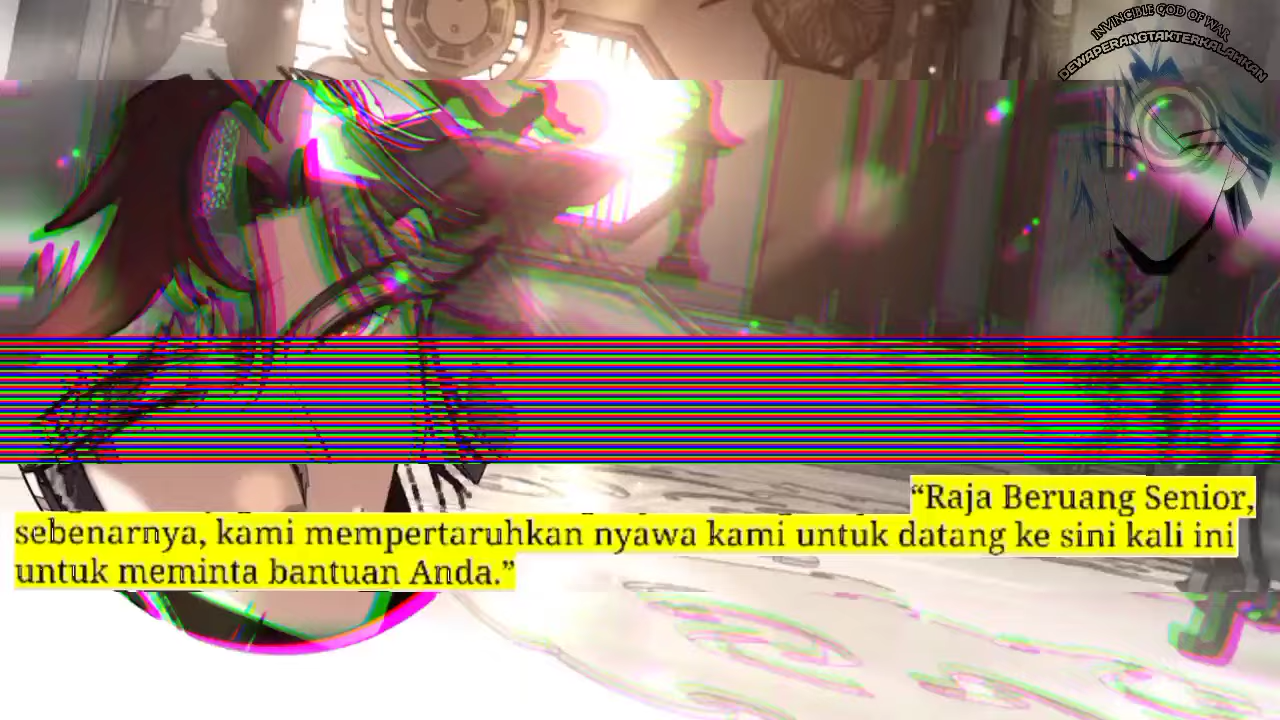 INVINCIBLE GOD OF WAR
DEWAPERANGTAKTERKALAHKAN
“Raja Beruang Senior,
sebenarnya, kami mempertaruhkan nyawa kami untuk datang ke sini kali ini
untuk meminta bantuan Anda.”